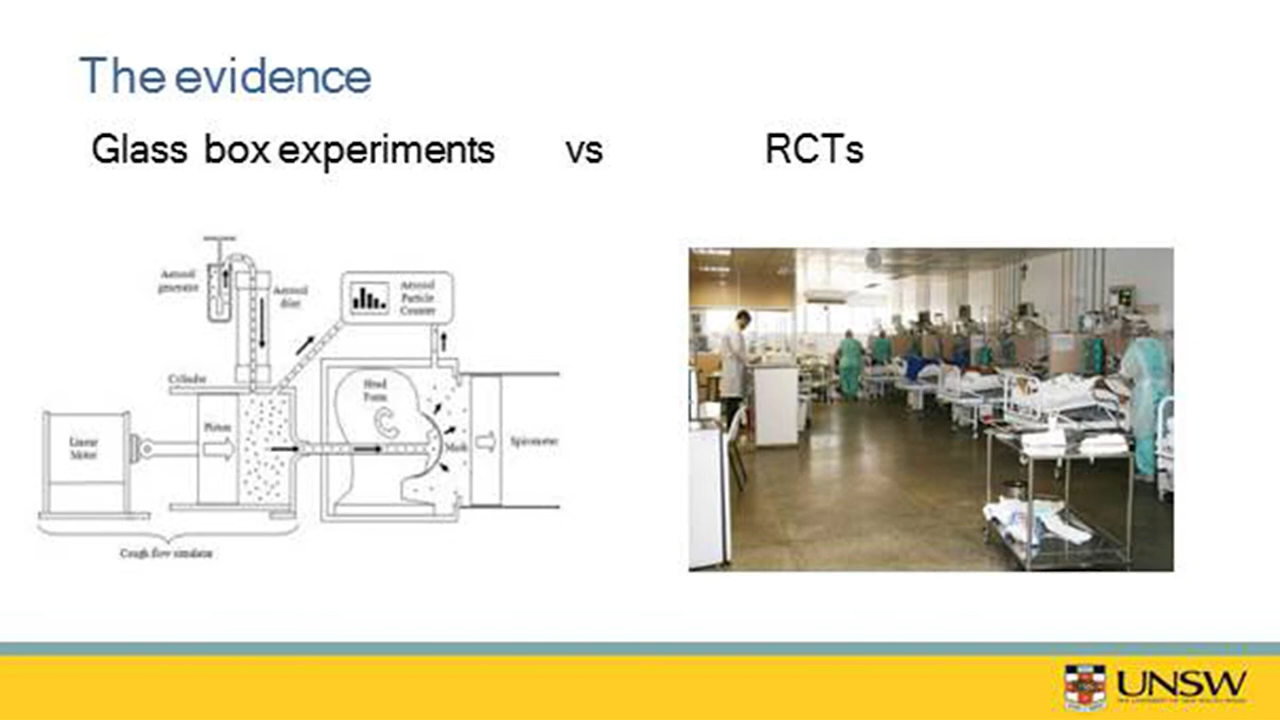 The evidence
Glass box experiments vs RCTs
Aerosol
generator
Aerosol
drier
Aerosol
Particle
Counter
Cylinder
Head
Form
Linear
Motor
Piston
Mask
Spirometer
Cough flow simulator
UNSW